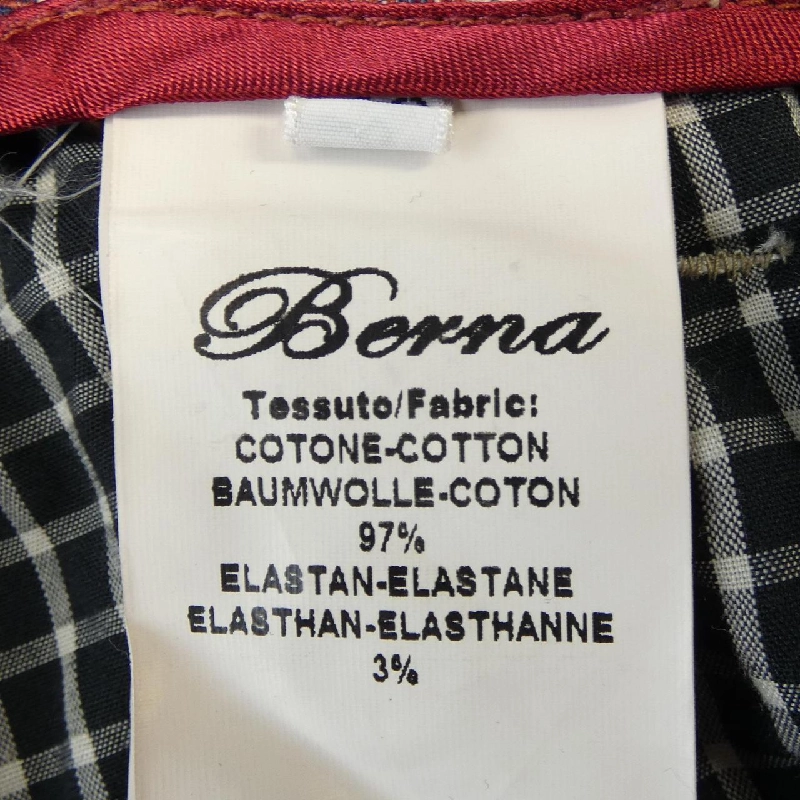 Berna
Tessuto/Fabric:
COTONE-COTTON
BAUMWOLLE-COTON
97%
ELASTAN-ELASTANE
ELASTHAN-ELASTHANNE
3%